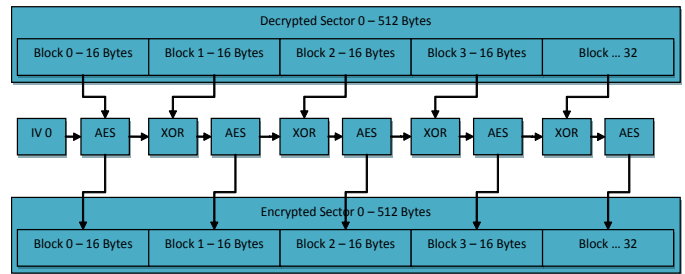 Decrypted Sector 0 – 512 Bytes
Block 0 – 16 Bytes Block 1 – 16 Bytes Block 2 – 16 Bytes Block 3 – 16 Bytes Block ... 32
IV 0 AES XOR AES XOR AES XOR AES XOR AES
Encrypted Sector 0 – 512 Bytes
Block 0 – 16 Bytes Block 1 – 16 Bytes Block 2 – 16 Bytes Block 3 – 16 Bytes Block ... 32